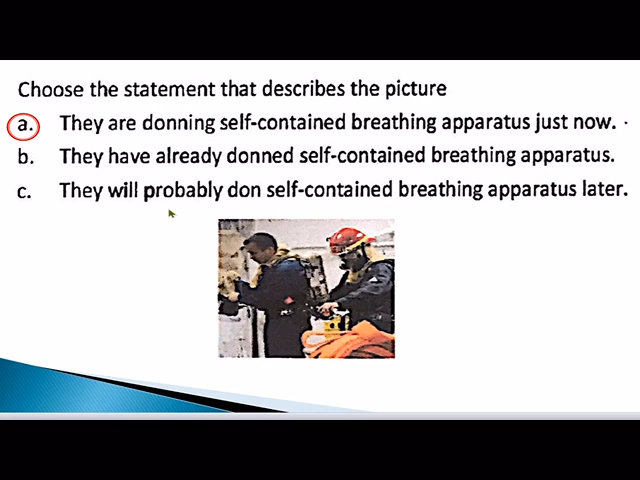 Choose the statement that describes the picture
a. They are donning self-contained breathing apparatus just now.
b. They have already donned self-contained breathing apparatus.
c. They will probably don self-contained breathing apparatus later.